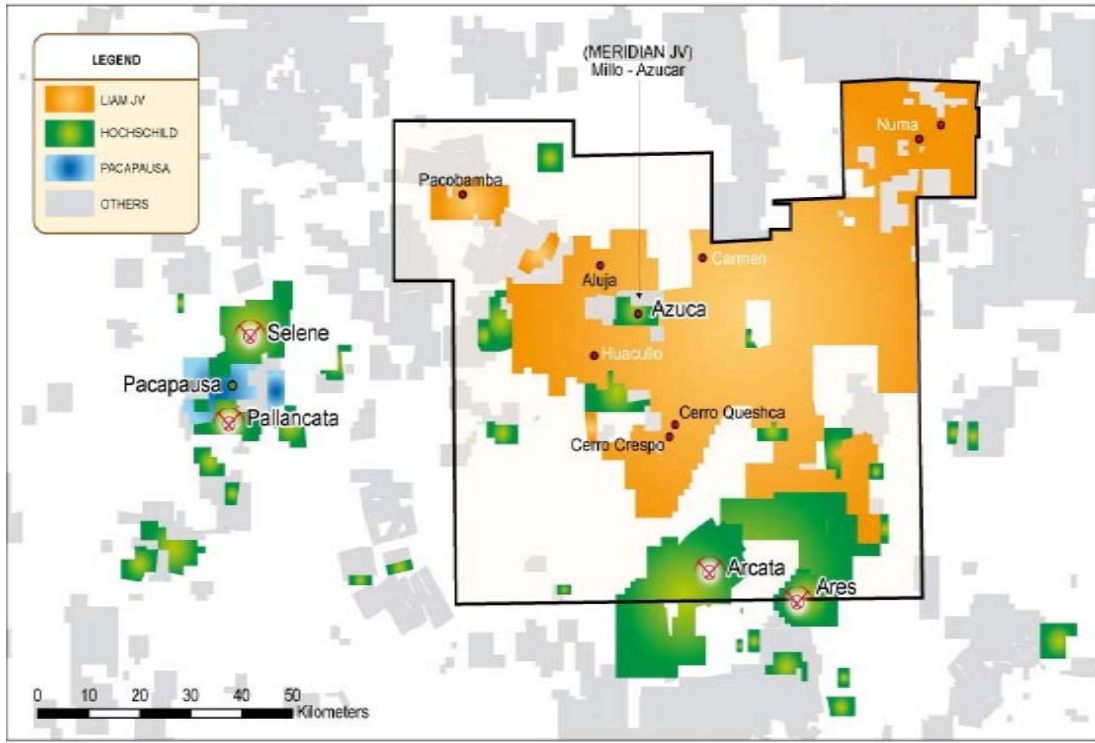 LEGEND
LIAM JV
HOCHSCHILD
PACAPAUSA
OTHERS
(MERIDIAN JV)
Millo - Azucar
Numa
Pacobamba
Carmen
Aluja
Azuca
Selene
Huacullo
Pacapausa
Pallancata
Cerro Queshca
Cerro Crespo
Arcata
Ares
0 10 20 30 40 50
Kilometers